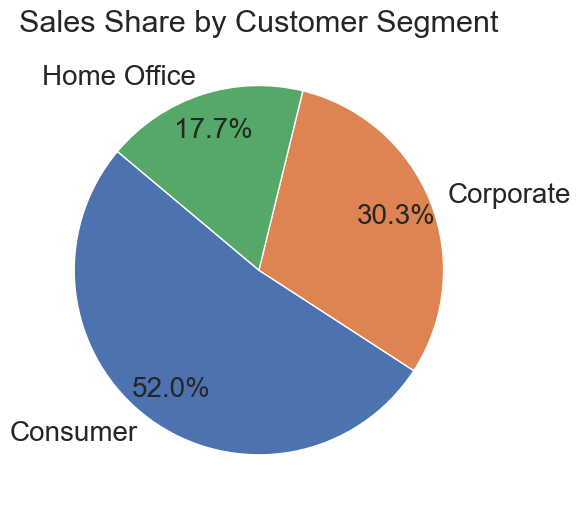 Sales Share by Customer Segment
Home Office
17.7%
Corporate
30.3%
52.0%
Consumer